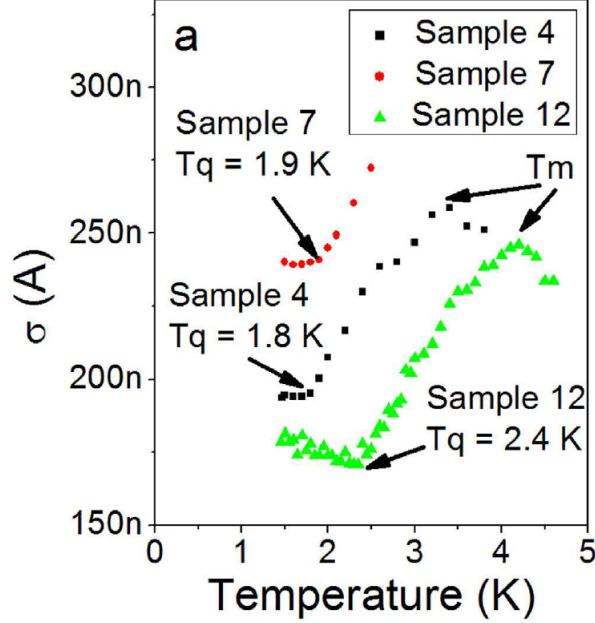 a
Sample 4
Sample 7
Sample 12
300n
Sample 7
Tq = 1.9 K
Tm
250n
Sample 4
Tq = 1.8 K
200n
Sample 12
Tq = 2.4 K
150n
0 1 2 3 4 5
σ (A)
Temperature (K)